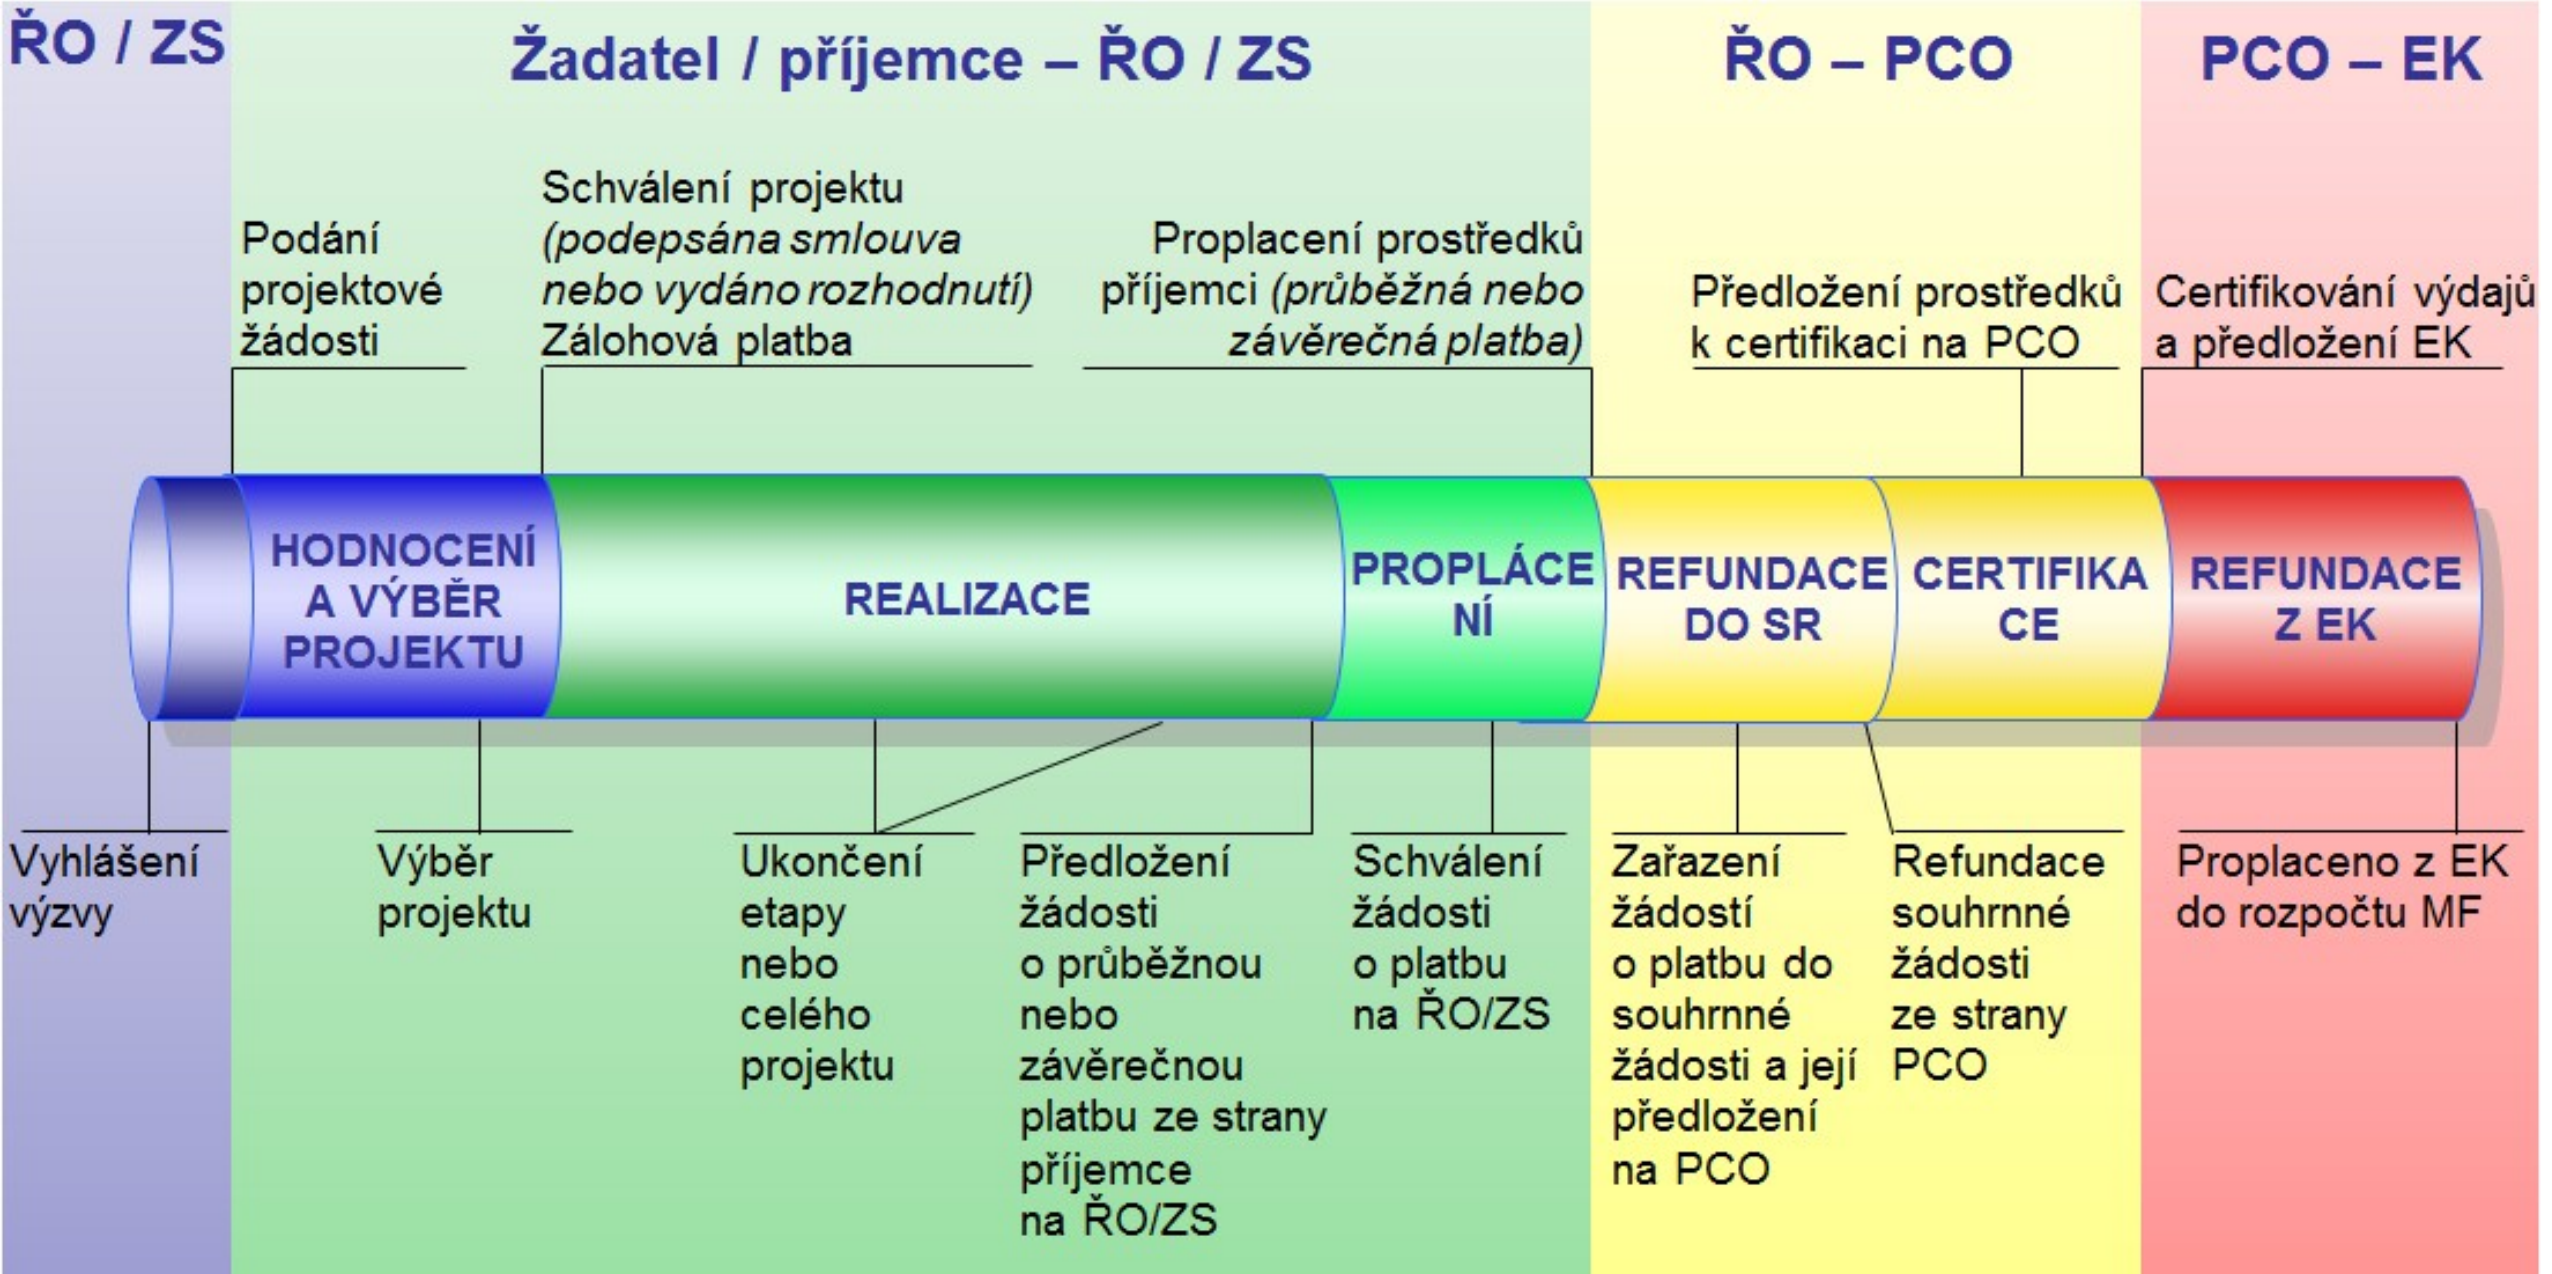 ŘO / ZS
Žadatel / příjemce – ŘO / ZS
ŘO – PCO
PCO – EK
Podání
projektové
žádosti
Schválení projektu
(podepsána smlouva
nebo vydáno rozhodnutí)
Zálohová platba
Proplacení prostředků
příjemci (průběžná nebo
závěrečná platba)
Předložení prostředků
k certifikaci na PCO
Certifikování výdajů
a předložení EK
HODNOCENÍ
A VÝBĚR
PROJEKTU
REALIZACE
PROPLÁCE
NÍ
REFUNDACE
DO SR
CERTIFIKA
CE
REFUNDACE
Z EK
Vyhlášení
výzvy
Výběr
projektu
Ukončení
etapy
nebo
celého
projektu
Předložení
žádosti
o průběžnou
nebo
závěrečnou
platbu ze strany
příjemce
na ŘO/ZS
Schválení
žádosti
o platbu
na ŘO/ZS
Zařazení
žádostí
o platbu do
souhrnné
žádosti a její
předložení
na PCO
Refundace
souhrnné
žádosti
ze strany
PCO
Proplaceno z EK
do rozpočtu MF